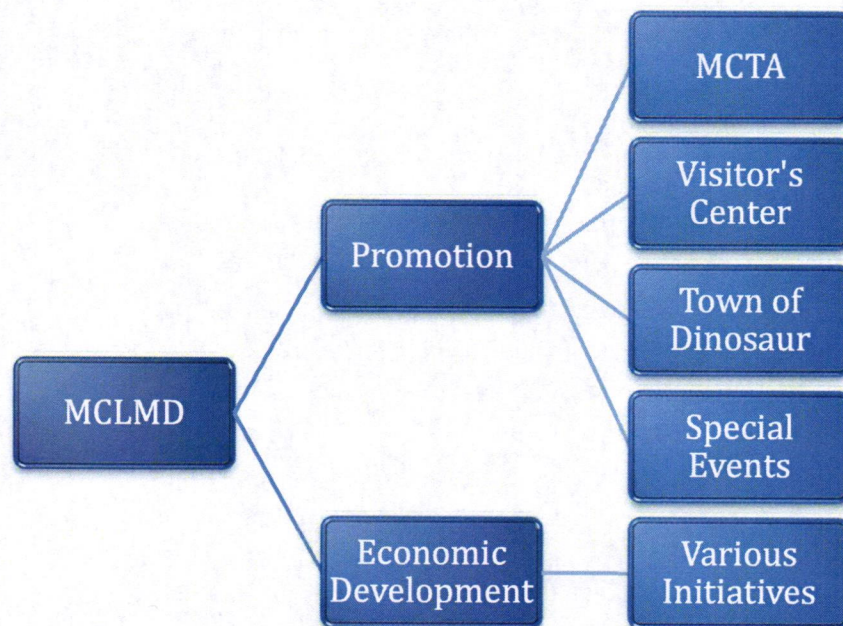 MCTA
Visitor's
Center
Promotion
Town of
Dinosaur
MCLMD
Special
Events
Economic
Development
Various
Initiatives